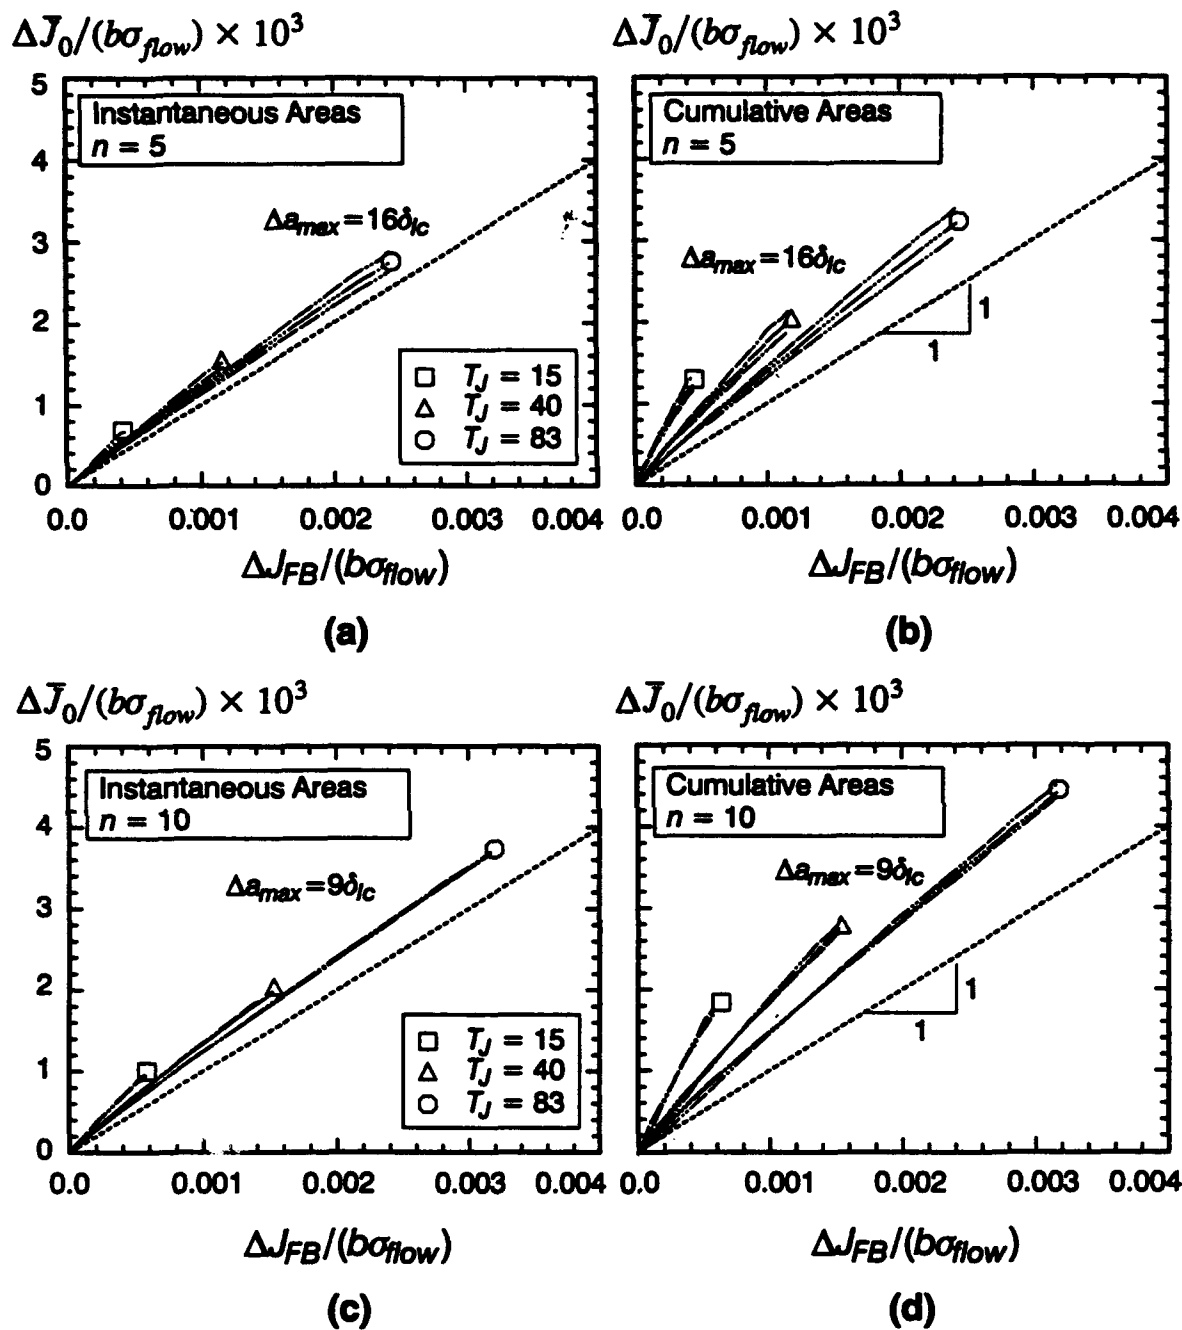 ΔJ̄₀/(bσ_flow) × 10³
5
4
3
2
1
0
Instantaneous Areas
n = 5
Δa_max=16δ_Ic
T_J = 15
T_J = 40
T_J = 83
0.0 0.001 0.002 0.003 0.004
ΔJ_FB/(bσ_flow)
(a)
ΔJ̄₀/(bσ_flow) × 10³
Cumulative Areas
n = 5
Δa_max=16δ_Ic
1
1
0.0 0.001 0.002 0.003 0.004
ΔJ_FB/(bσ_flow)
(b)
ΔJ̄₀/(bσ_flow) × 10³
5
4
3
2
1
0
Instantaneous Areas
n = 10
Δa_max=9δ_Ic
T_J = 15
T_J = 40
T_J = 83
0.0 0.001 0.002 0.003 0.004
ΔJ_FB/(bσ_flow)
(c)
ΔJ̄₀/(bσ_flow) × 10³
Cumulative Areas
n = 10
Δa_max=9δ_Ic
1
1
0.0 0.001 0.002 0.003 0.004
ΔJ_FB/(bσ_flow)
(d)